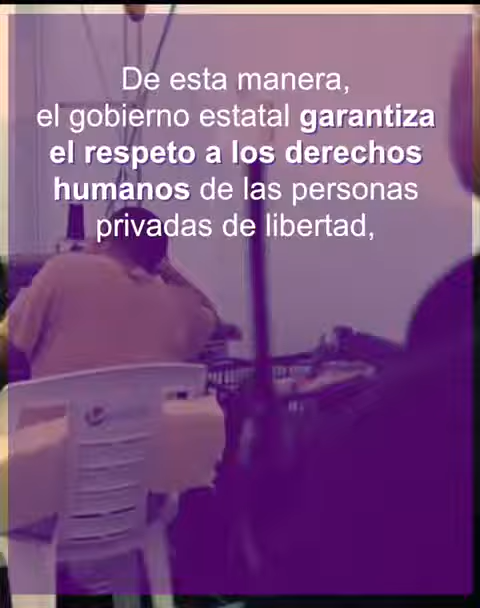 De esta manera,
el gobierno estatal garantiza
el respeto a los derechos
humanos de las personas
privadas de libertad,